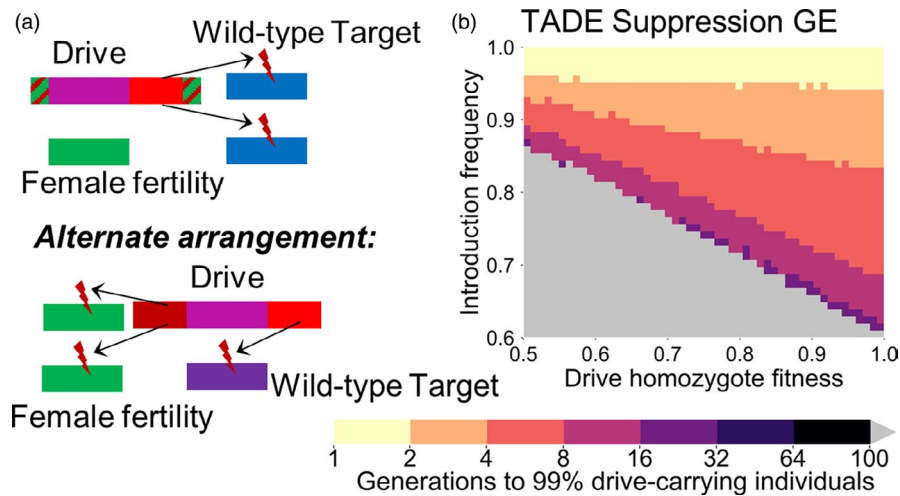 (a)
Wild-type Target
Drive
Female fertility
Alternate arrangement:
Drive
Wild-type Target
Female fertility
(b)
TADE Suppression GE
Introduction frequency
1.0
0.9
0.8
0.7
0.6
0.5 0.6 0.7 0.8 0.9 1.0
Drive homozygote fitness
1 2 4 8 16 32 64 100
Generations to 99% drive-carrying individuals